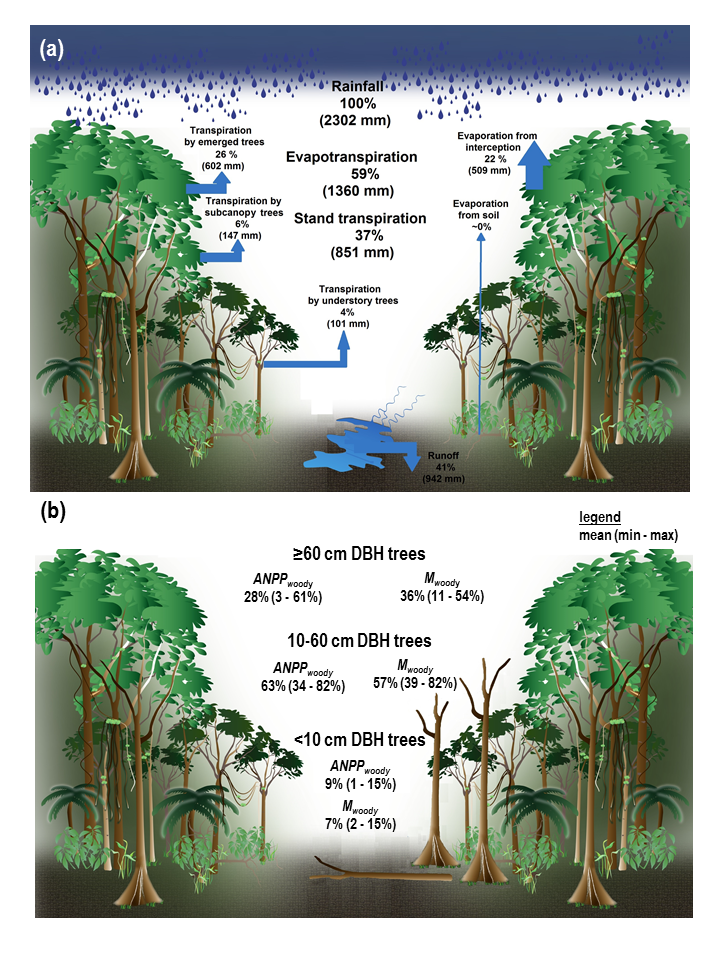 (a)
Rainfall
100%
(2302 mm)
Transpiration
by emerged trees
26 %
(602 mm)
Evaporation from
interception
22 %
(509 mm)
Evapotranspiration
59%
(1360 mm)
Transpiration by
subcanopy trees
6%
(147 mm)
Stand transpiration
37%
(851 mm)
Evaporation
from soil
~0%
Transpiration
by understory trees
4%
(101 mm)
Runoff
41%
(942 mm)
(b)
legend
mean (min - max)
≥60 cm DBH trees
ANPPwoody
28% (3 - 61%)
Mwoody
36% (11 - 54%)
10-60 cm DBH trees
ANPPwoody
63% (34 - 82%)
Mwoody
57% (39 - 82%)
<10 cm DBH trees
ANPPwoody
9% (1 - 15%)
Mwoody
7% (2 - 15%)